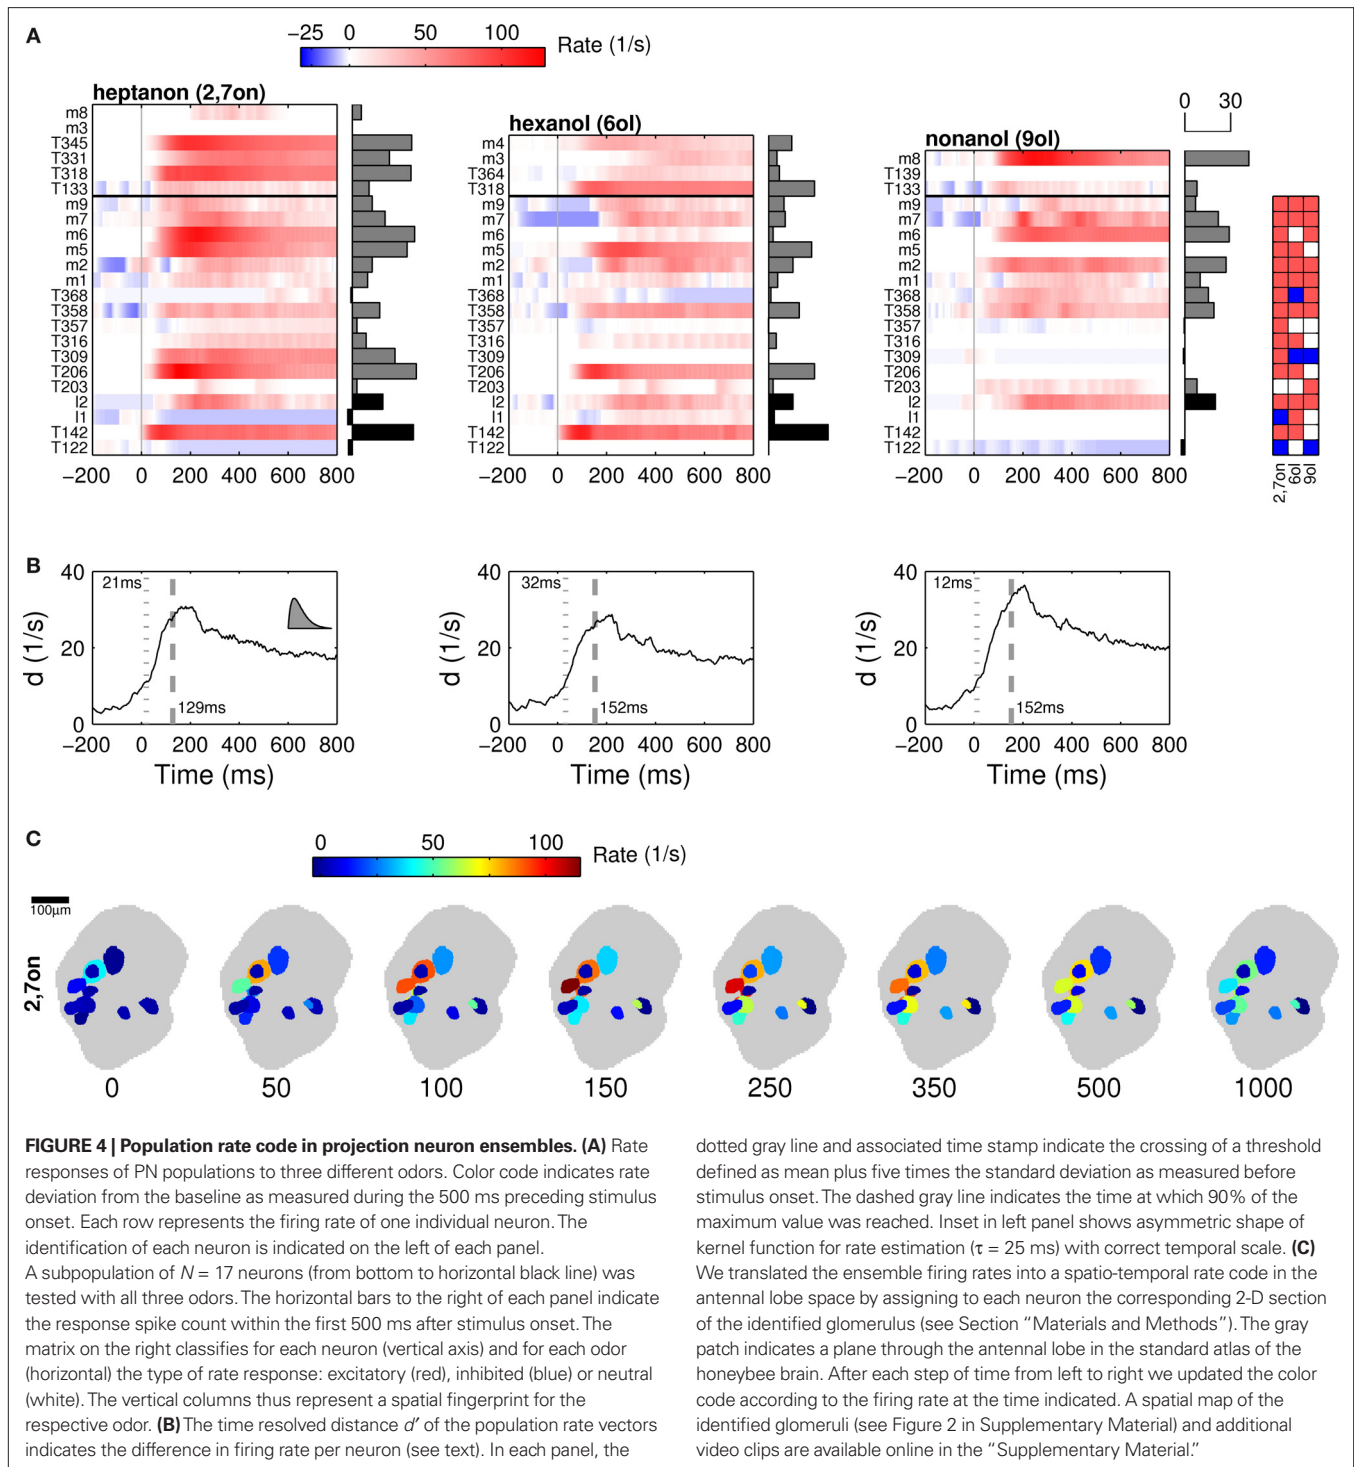 A
−25 0 50 100
Rate (1/s)
heptanon (2,7on)
m8
m3
T345
T331
T318
T133
m9
m7
m6
m5
m2
m1
T368
T358
T357
T316
T309
T206
T203
l2
l1
T142
T122
−200 0 200 400 600 800
hexanol (6ol)
m4
m3
T364
T318
m9
m7
m6
m5
m2
m1
T368
T358
T357
T316
T309
T206
T203
l2
l1
T142
T122
−200 0 200 400 600 800
0 30
nonanol (9ol)
m8
T139
T133
m9
m7
m6
m5
m2
m1
T368
T358
T357
T316
T309
T206
T203
l2
l1
T142
T122
−200 0 200 400 600 800
2,7on
6ol
9ol
B
40
20
0
d (1/s)
21ms
129ms
−200 0 200 400 600 800
Time (ms)
40
20
0
d (1/s)
32ms
152ms
−200 0 200 400 600 800
Time (ms)
40
20
0
d (1/s)
12ms
152ms
−200 0 200 400 600 800
Time (ms)
C
0 50 100
Rate (1/s)
100µm
2,7on
0 50 100 150 250 350 500 1000
FIGURE 4 | Population rate code in projection neuron ensembles. (A) Rate
responses of PN populations to three different odors. Color code indicates rate
deviation from the baseline as measured during the 500 ms preceding stimulus
onset. Each row represents the firing rate of one individual neuron. The
identification of each neuron is indicated on the left of each panel.
A subpopulation of N = 17 neurons (from bottom to horizontal black line) was
tested with all three odors. The horizontal bars to the right of each panel indicate
the response spike count within the first 500 ms after stimulus onset. The
matrix on the right classifies for each neuron (vertical axis) and for each odor
(horizontal) the type of rate response: excitatory (red), inhibited (blue) or neutral
(white). The vertical columns thus represent a spatial fingerprint for the
respective odor. (B) The time resolved distance d′ of the population rate vectors
indicates the difference in firing rate per neuron (see text). In each panel, the
dotted gray line and associated time stamp indicate the crossing of a threshold
defined as mean plus five times the standard deviation as measured before
stimulus onset. The dashed gray line indicates the time at which 90% of the
maximum value was reached. Inset in left panel shows asymmetric shape of
kernel function for rate estimation (τ = 25 ms) with correct temporal scale. (C)
We translated the ensemble firing rates into a spatio-temporal rate code in the
antennal lobe space by assigning to each neuron the corresponding 2-D section
of the identified glomerulus (see Section “Materials and Methods”). The gray
patch indicates a plane through the antennal lobe in the standard atlas of the
honeybee brain. After each step of time from left to right we updated the color
code according to the firing rate at the time indicated. A spatial map of the
identified glomeruli (see Figure 2 in Supplementary Material) and additional
video clips are available online in the “Supplementary Material.”